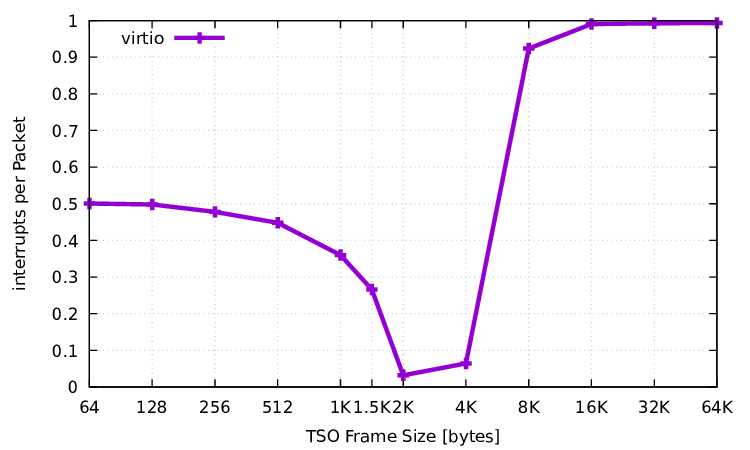 virtio
interrupts per Packet
1
0.9
0.8
0.7
0.6
0.5
0.4
0.3
0.2
0.1
0
64 128 256 512 1K 1.5K 2K 4K 8K 16K 32K 64K
TSO Frame Size [bytes]